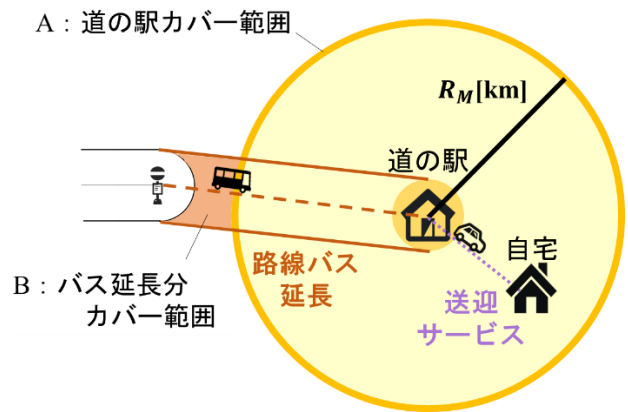 A：道の駅カバー範囲
R_M[km]
道の駅
自宅
路線バス
延長
B：バス延長分
カバー範囲
送迎
サービス